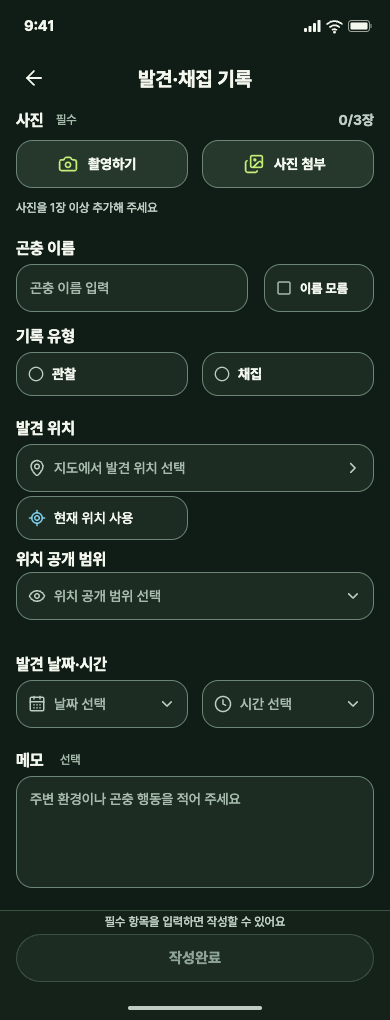 9:41
발견·채집 기록
사진 필수 0/3장
촬영하기 사진 첨부
사진을 1장 이상 추가해 주세요
곤충 이름
곤충 이름 입력 이름 모름
기록 유형
관찰 채집
발견 위치
지도에서 발견 위치 선택
현재 위치 사용
위치 공개 범위
위치 공개 범위 선택
발견 날짜·시간
날짜 선택 시간 선택
메모 선택
주변 환경이나 곤충 행동을 적어 주세요
필수 항목을 입력하면 작성할 수 있어요
작성완료